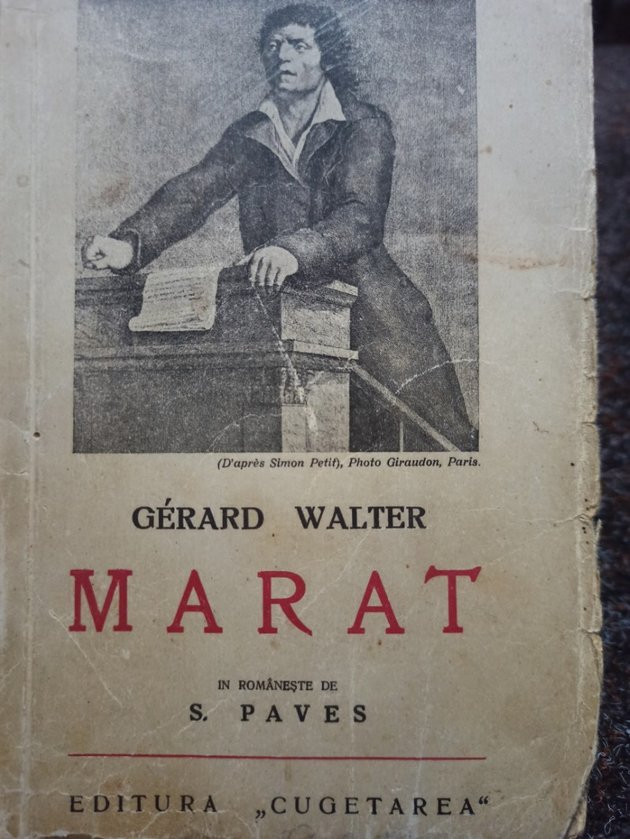 (D'après Simon Petit), Photo Giraudon, Paris.
GÉRARD WALTER
MARAT
IN ROMÂNEȘTE DE
S. PAVES
EDITURA „CUGETAREA“